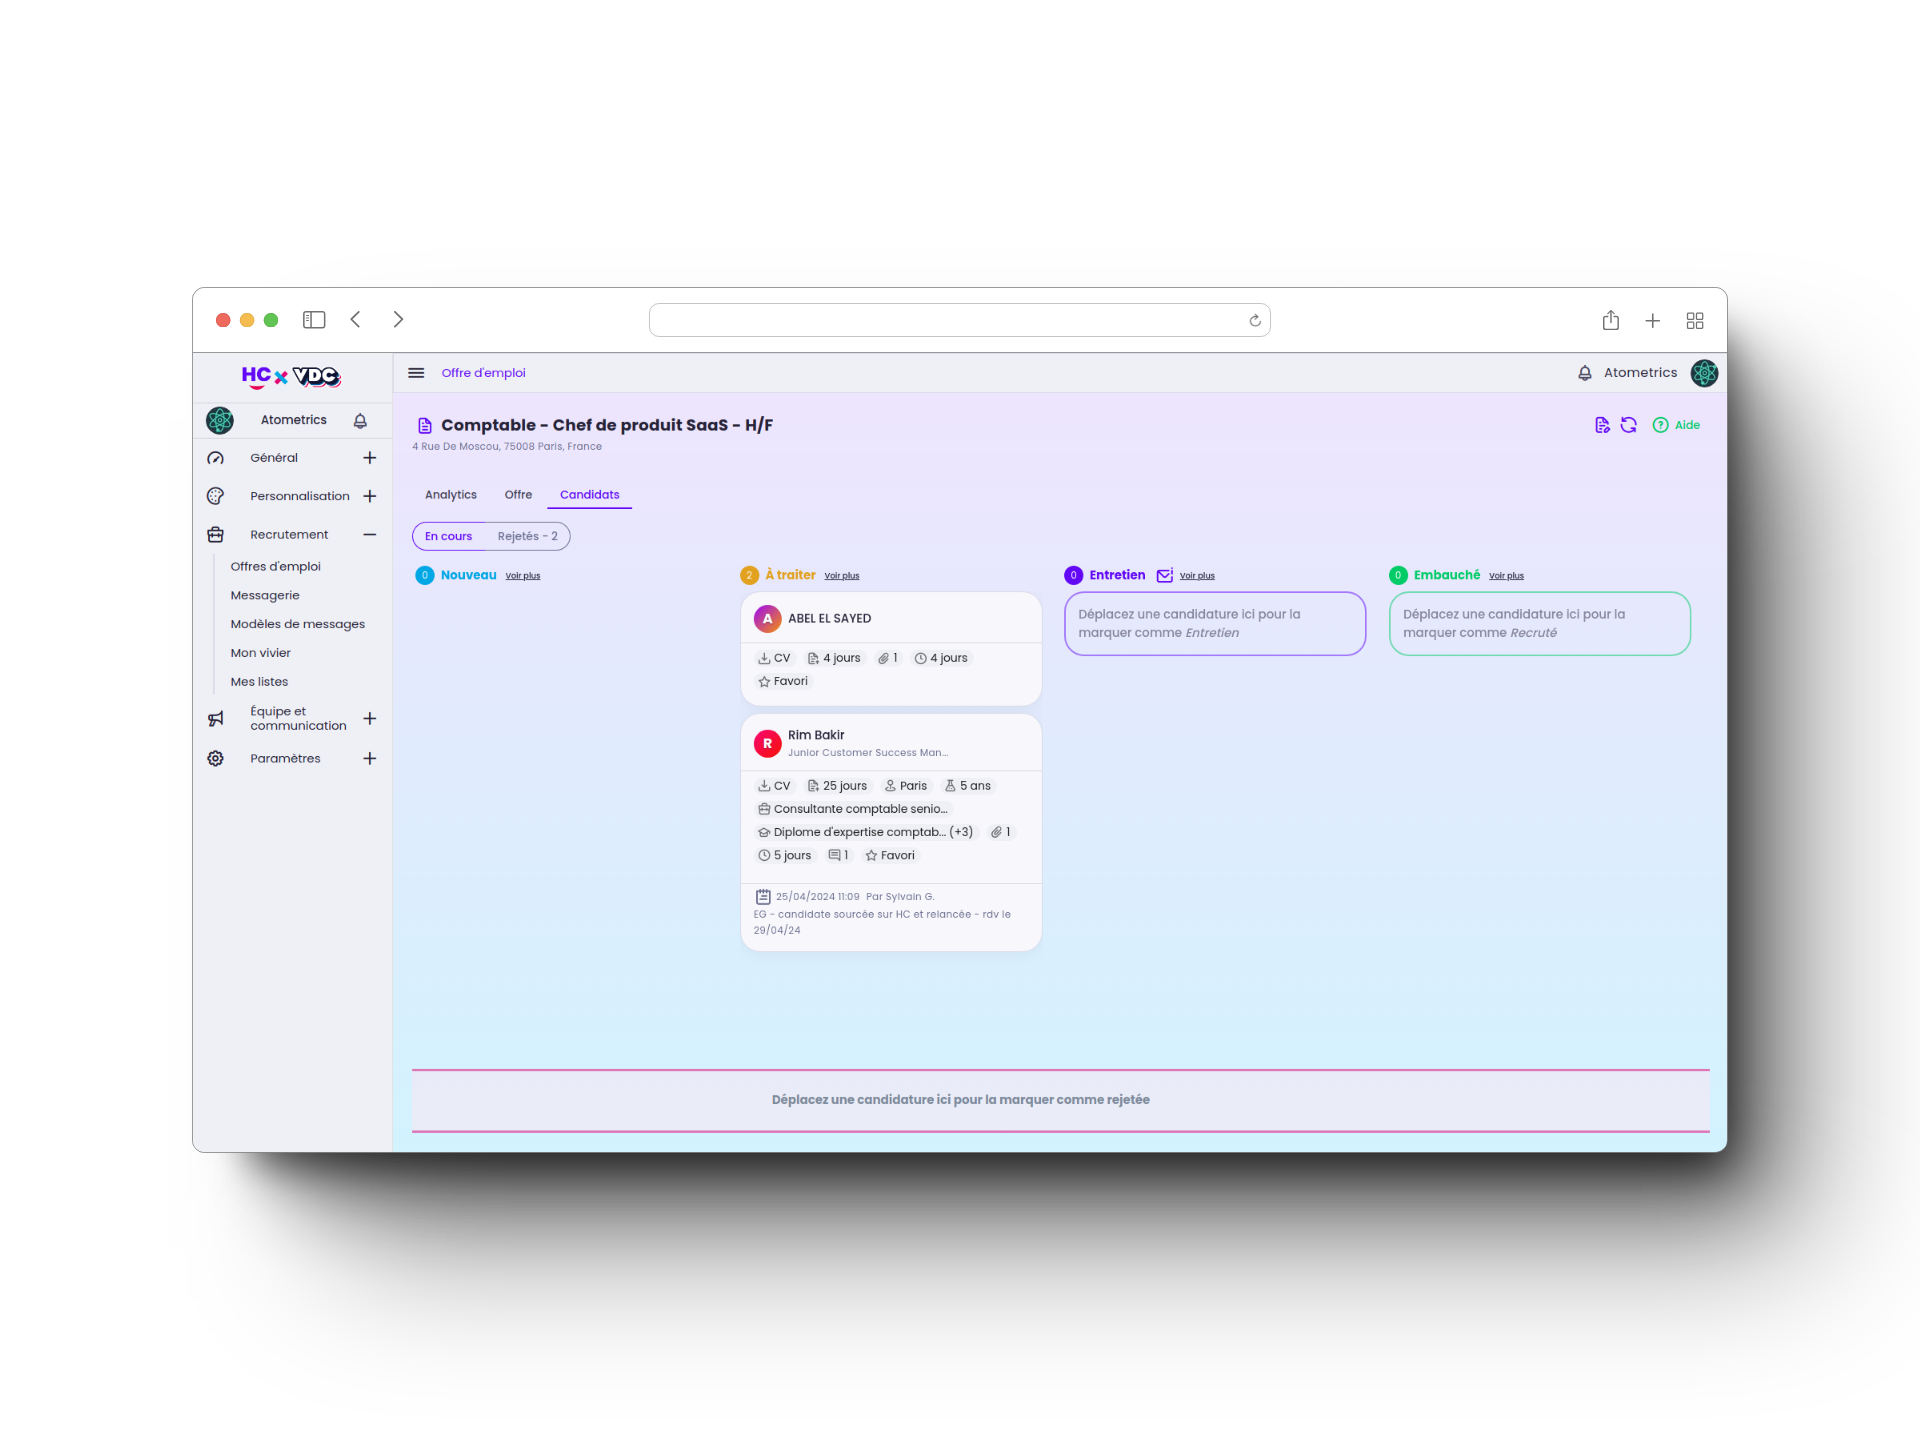 HC x VDC
Offre d'emploi
Atometrics
Atometrics
Général
Personnalisation
Recrutement
Offres d'emploi
Messagerie
Modèles de messages
Mon vivier
Mes listes
Équipe et
communication
Paramètres
Comptable - Chef de produit SaaS - H/F
Aide
4 Rue De Moscou, 75008 Paris, France
Analytics Offre Candidats
En cours Rejetés - 2
0 Nouveau Voir plus
2 À traiter Voir plus
A ABEL EL SAYED
CV 4 jours 1 4 jours
Favori
R Rim Bakir
Junior Customer Success Man...
CV 25 jours Paris 5 ans
Consultante comptable senio...
Diplome d'expertise comptab... (+3) 1
5 jours 1 Favori
25/04/2024 11:09 Par Sylvain G.
EG - candidate sourcée sur HC et relancée - rdv le
29/04/24
0 Entretien Voir plus
Déplacez une candidature ici pour la
marquer comme Entretien
0 Embauché Voir plus
Déplacez une candidature ici pour la
marquer comme Recruté
Déplacez une candidature ici pour la marquer comme rejetée